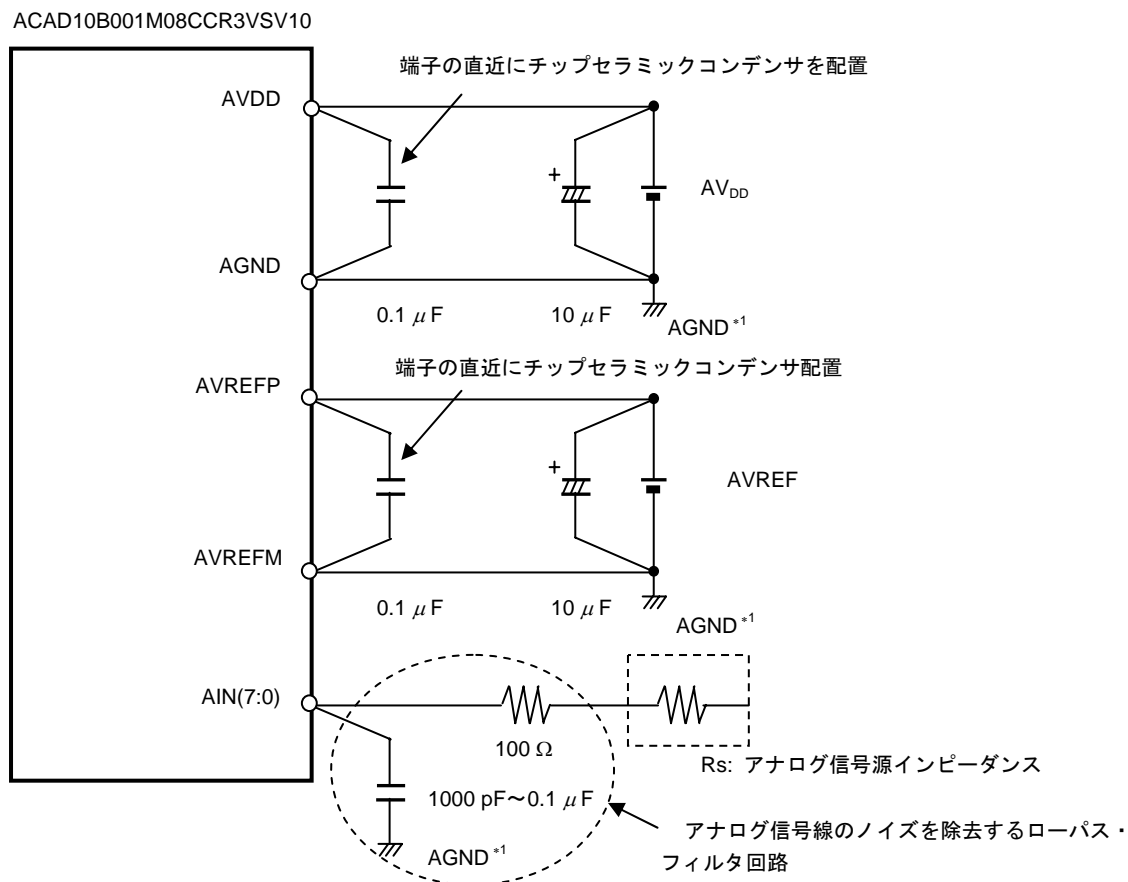 ACAD10B001M08CCR3VSV10
端子の直近にチップセラミックコンデンサを配置
AVDD
+
AVDD
AGND
0.1 μF
10 μF
AGND *1
端子の直近にチップセラミックコンデンサ配置
AVREFP
+
AVREF
AVREFM
0.1 μF
10 μF
AGND *1
AIN(7:0)
100 Ω
Rs: アナログ信号源インピーダンス
1000 pF～0.1 μF
アナログ信号線のノイズを除去するローパス・
フィルタ回路
AGND *1